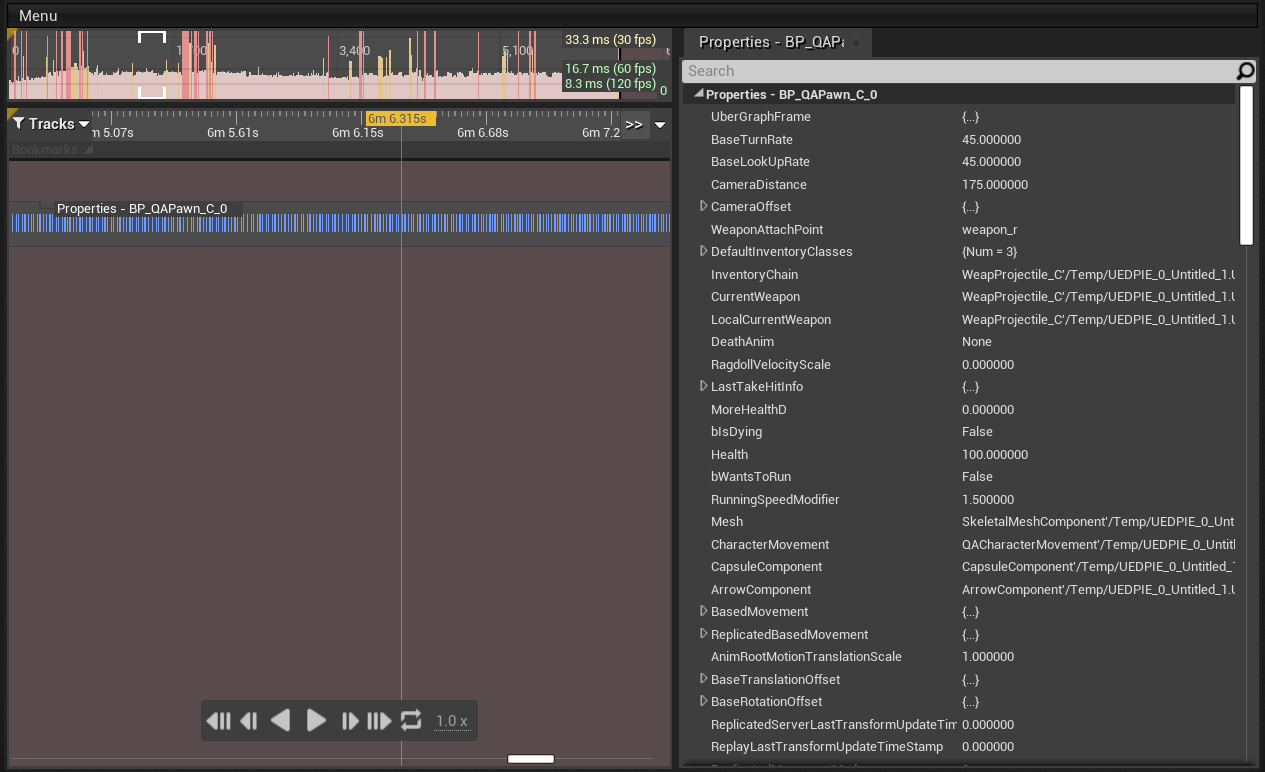 Menu
0
3,400
5,100
33.3 ms (30 fps)
16.7 ms (60 fps)
8.3 ms (120 fps)
0
Tracks
m 5.07s
6m 5.61s
6m 6.15s
6m 6.315s
6m 6.68s
6m 7.2
>>
Bookmarks
Properties - BP_QAPawn_C_0
1.0 x
Properties - BP_QAPa
Search
Properties - BP_QAPawn_C_0
UberGraphFrame {...}
BaseTurnRate 45.000000
BaseLookUpRate 45.000000
CameraDistance 175.000000
CameraOffset {...}
WeaponAttachPoint weapon_r
DefaultInventoryClasses {Num = 3}
InventoryChain WeapProjectile_C'/Temp/UEDPIE_0_Untitled_1.U
CurrentWeapon WeapProjectile_C'/Temp/UEDPIE_0_Untitled_1.U
LocalCurrentWeapon WeapProjectile_C'/Temp/UEDPIE_0_Untitled_1.U
DeathAnim None
RagdollVelocityScale 0.000000
LastTakeHitInfo {...}
MoreHealthD 0.000000
bIsDying False
Health 100.000000
bWantsToRun False
RunningSpeedModifier 1.500000
Mesh SkeletalMeshComponent'/Temp/UEDPIE_0_Unt
CharacterMovement QACharacterMovement'/Temp/UEDPIE_0_Untitl
CapsuleComponent CapsuleComponent'/Temp/UEDPIE_0_Untitled_
ArrowComponent ArrowComponent'/Temp/UEDPIE_0_Untitled_1.U
BasedMovement {...}
ReplicatedBasedMovement {...}
AnimRootMotionTranslationScale 1.000000
BaseTranslationOffset {...}
BaseRotationOffset {...}
ReplicatedServerLastTransformUpdateTim 0.000000
ReplayLastTransformUpdateTimeStamp 0.000000